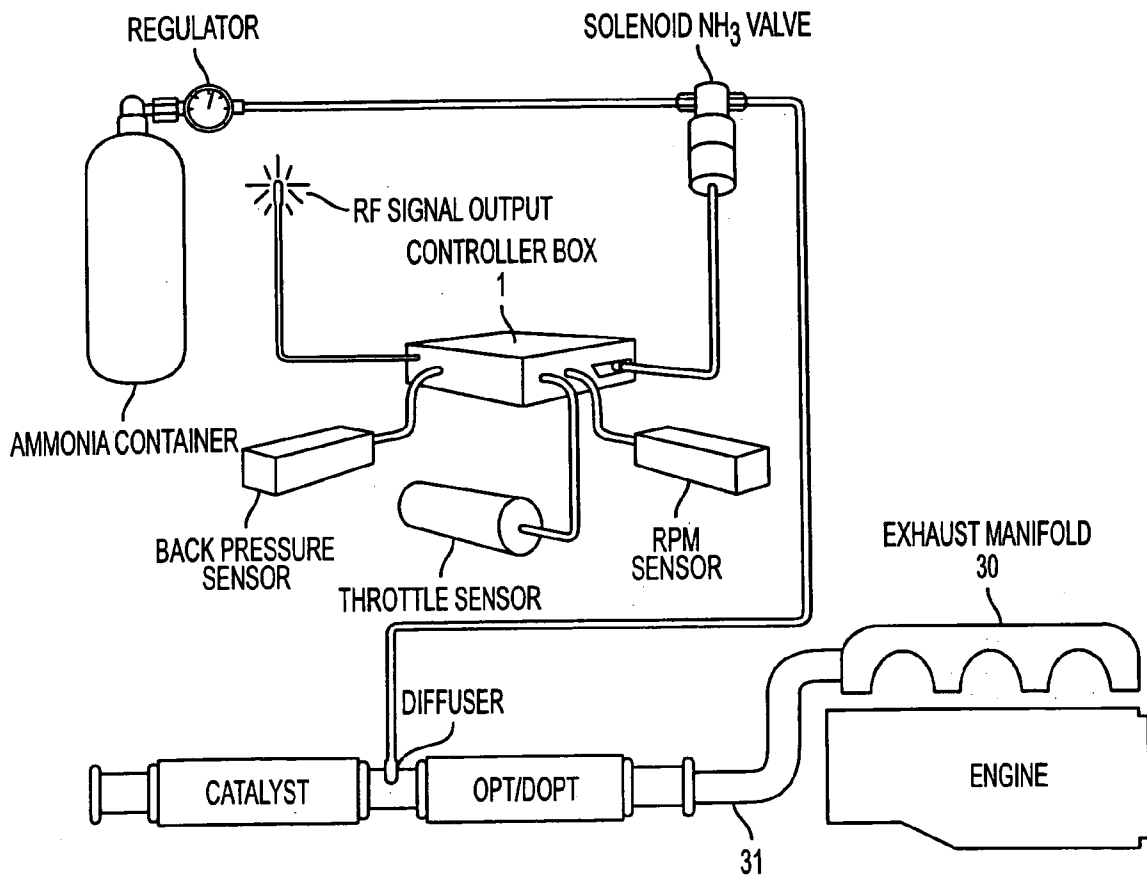 REGULATOR
SOLENOID NH₃ VALVE
RF SIGNAL OUTPUT
CONTROLLER BOX
1
AMMONIA CONTAINER
BACK PRESSURE
SENSOR
THROTTLE SENSOR
RPM
SENSOR
EXHAUST MANIFOLD
30
DIFFUSER
CATALYST
OPT/DOPT
ENGINE
31